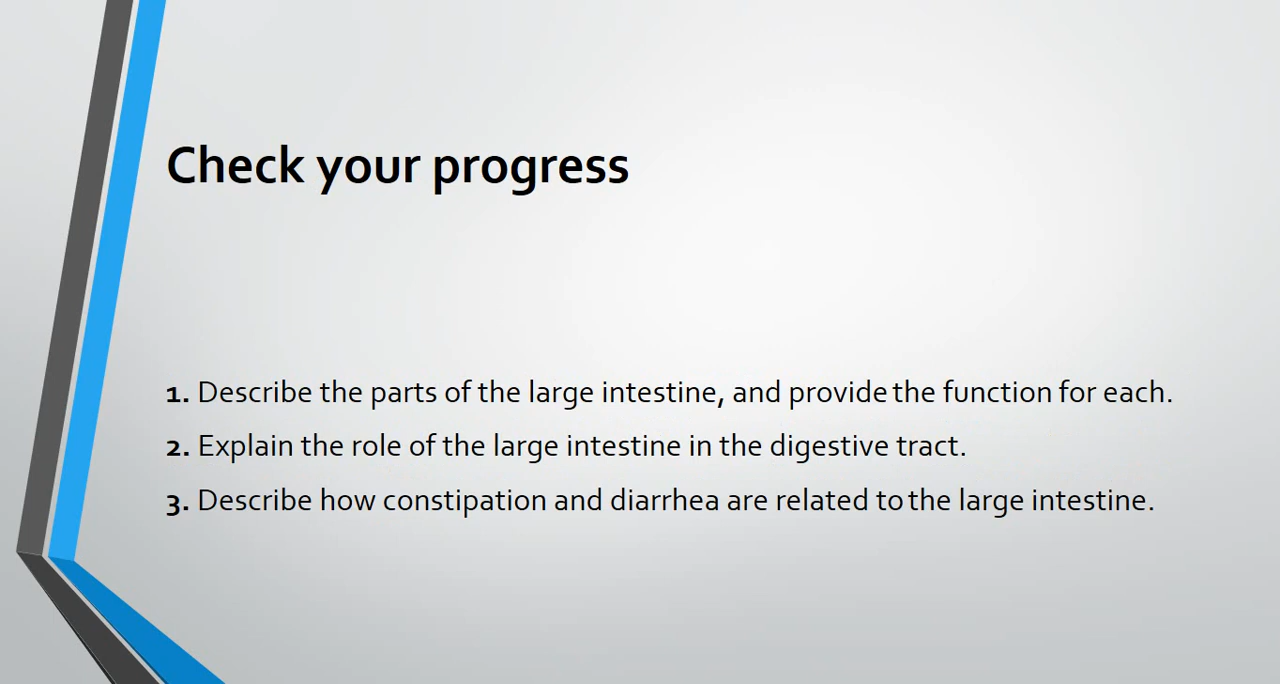 Check your progress
1. Describe the parts of the large intestine, and provide the function for each.
2. Explain the role of the large intestine in the digestive tract.
3. Describe how constipation and diarrhea are related to the large intestine.